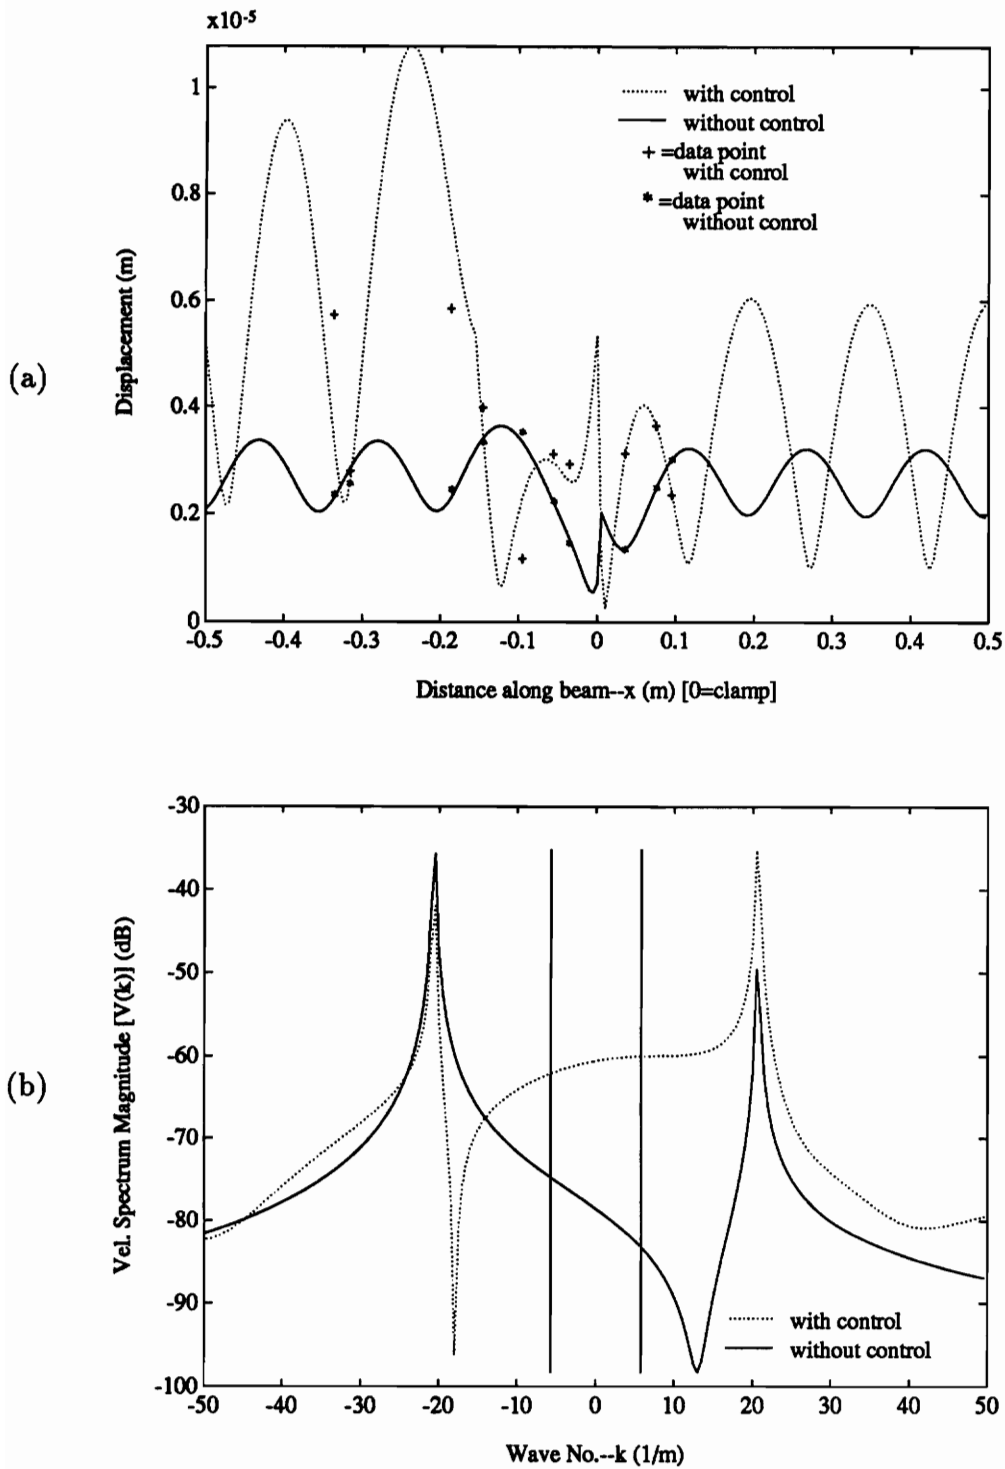 x10-5
1
0.8
0.6
0.4
0.2
0
-0.5 -0.4 -0.3 -0.2 -0.1 0 0.1 0.2 0.3 0.4 0.5
Displacement (m)
Distance along beam--x (m) [0=clamp]
with control
without control
+ =data point
with conrol
* =data point
without conrol
(a)
-30
-40
-50
-60
-70
-80
-90
-100
-50 -40 -30 -20 -10 0 10 20 30 40 50
Vel. Spectrum Magnitude [V(k)] (dB)
Wave No.--k (1/m)
with control
without control
(b)